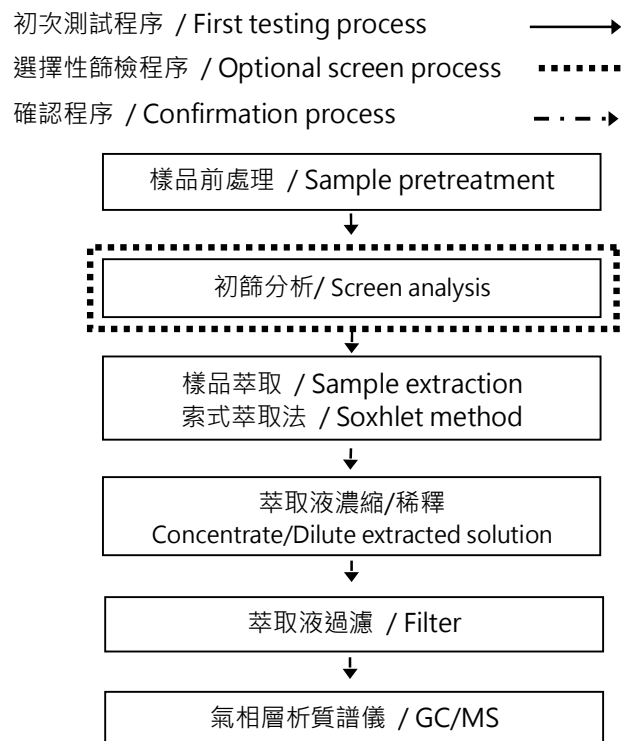 初次測試程序 / First testing process
選擇性篩檢程序 / Optional screen process
確認程序 / Confirmation process
樣品前處理 / Sample pretreatment
初篩分析/ Screen analysis
樣品萃取 / Sample extraction
索式萃取法 / Soxhlet method
萃取液濃縮/稀釋
Concentrate/Dilute extracted solution
萃取液過濾 / Filter
氣相層析質譜儀 / GC/MS